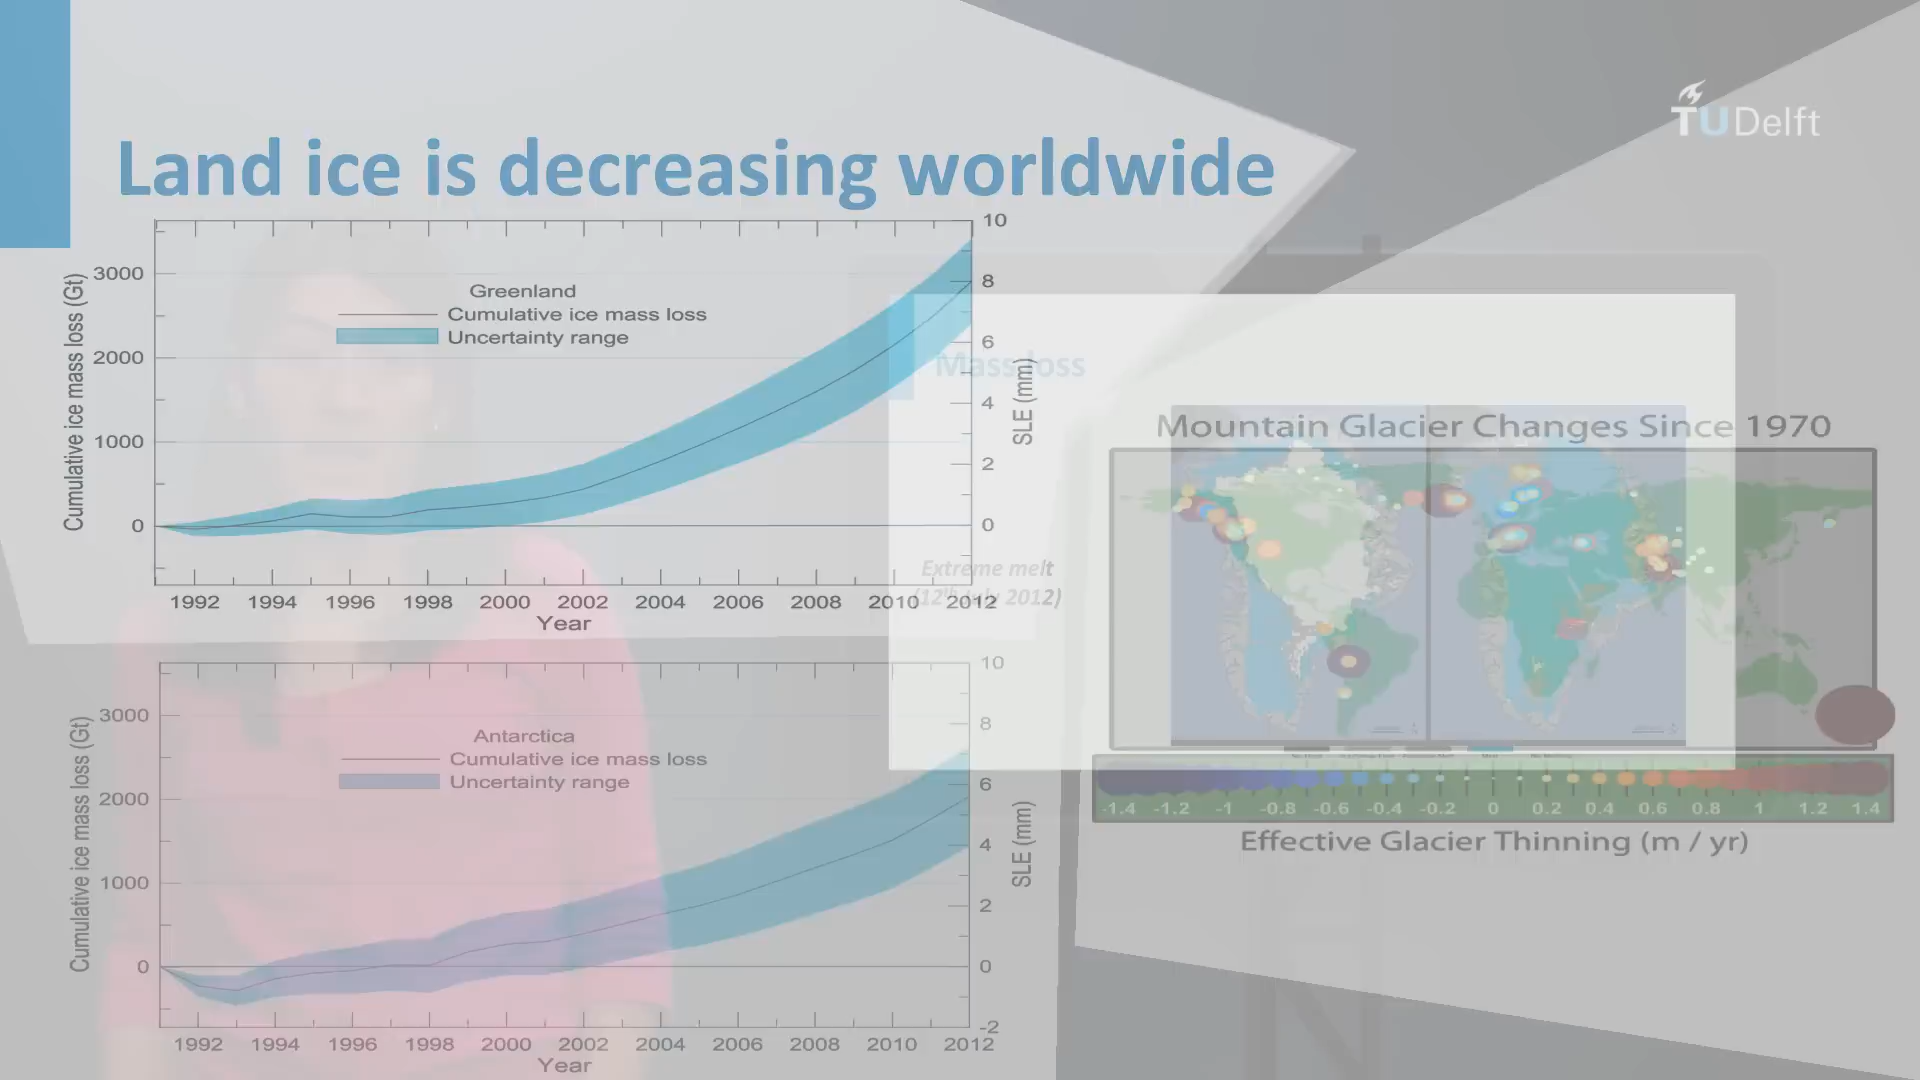 TU Delft
Land ice is decreasing worldwide
Cumulative ice mass loss (Gt)
3000
2000
1000
0
Greenland
Cumulative ice mass loss
Uncertainty range
10
8
6
4
2
0
SLE (mm)
1992 1994 1996 1998 2000 2002 2004 2006 2008 2010 2012
Year
Mass loss
Extreme melt
(12th July 2012)
Mountain Glacier Changes Since 1970
-1.4 -1.2 -1 -0.8 -0.6 -0.4 -0.2 0 0.2 0.4 0.6 0.8 1 1.2 1.4
Effective Glacier Thinning (m / yr)
Cumulative ice mass loss (Gt)
3000
2000
1000
0
Antarctica
Cumulative ice mass loss
Uncertainty range
10
8
6
4
2
0
-2
SLE (mm)
1992 1994 1996 1998 2000 2002 2004 2006 2008 2010 2012
Year